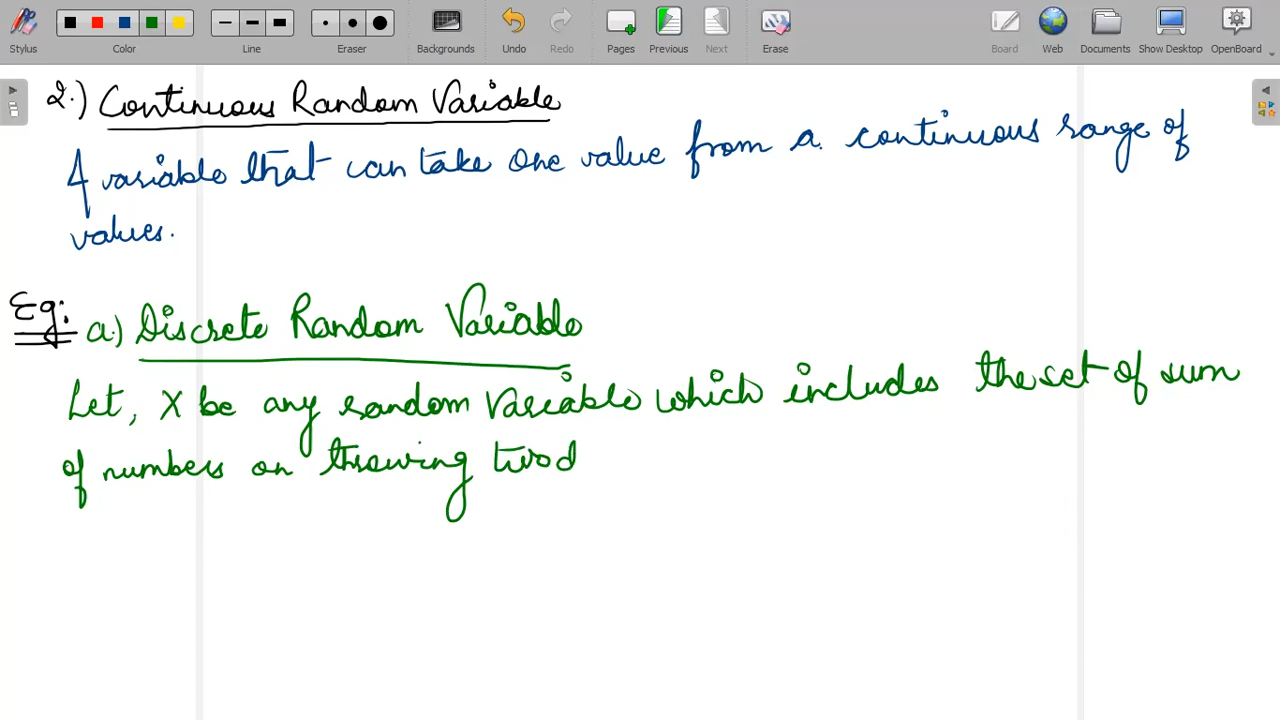 Stylus Color Line Eraser Backgrounds Undo Redo Pages Previous Next Erase Board Web Documents Show Desktop OpenBoard
2.) Continuous Random Variable
A variable that can take one value from a continuous range of
values.
Eg: a.) Discrete Random Variable
Let, X be any random variable which includes the set of sum
of numbers on throwing two d